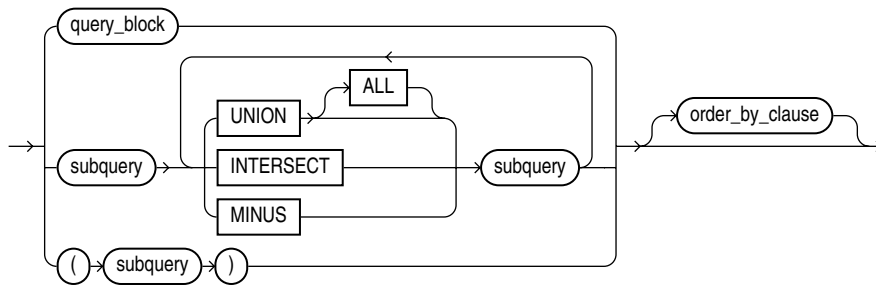 query_block
ALL
UNION
order_by_clause
subquery
INTERSECT
subquery
MINUS
( subquery )